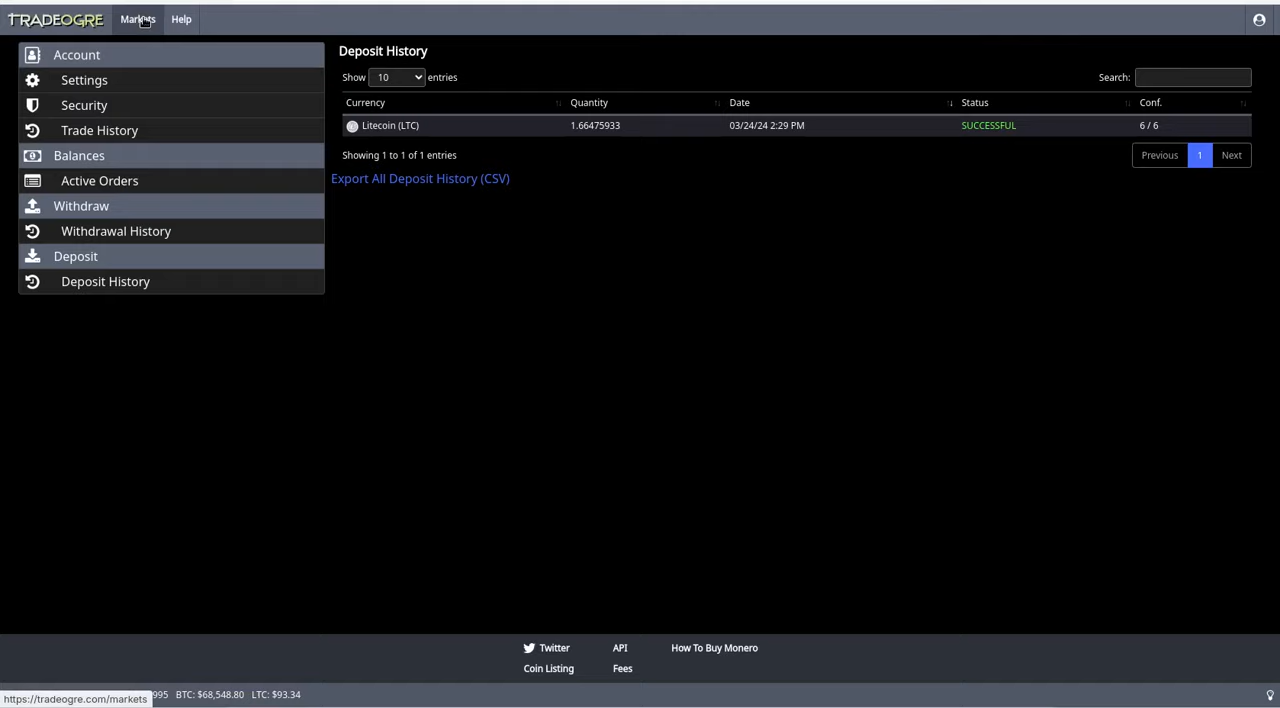 TRADEOGRE Markets Help
Account
Settings
Security
Trade History
Balances
Active Orders
Withdraw
Withdrawal History
Deposit
Deposit History
Deposit History
Show 10 entries Search:
Currency Quantity Date Status Conf.
Litecoin (LTC) 1.66475933 03/24/24 2:29 PM SUCCESSFUL 6 / 6
Showing 1 to 1 of 1 entries Previous 1 Next
Export All Deposit History (CSV)
Twitter API How To Buy Monero
Coin Listing Fees
995 BTC: $68,548.80 LTC: $93.34
https://tradeogre.com/markets